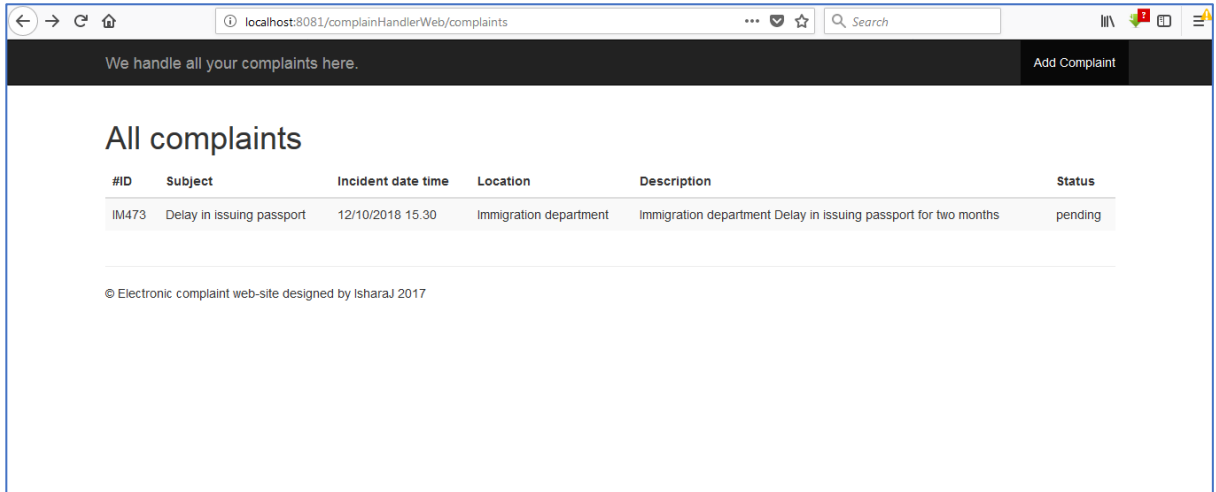 localhost:8081/complainHandlerWeb/complaints
Search
?
We handle all your complaints here.
Add Complaint
All complaints
#ID Subject Incident date time Location Description Status
IM473 Delay in issuing passport 12/10/2018 15.30 Immigration department Immigration department Delay in issuing passport for two months pending
© Electronic complaint web-site designed by IsharaJ 2017